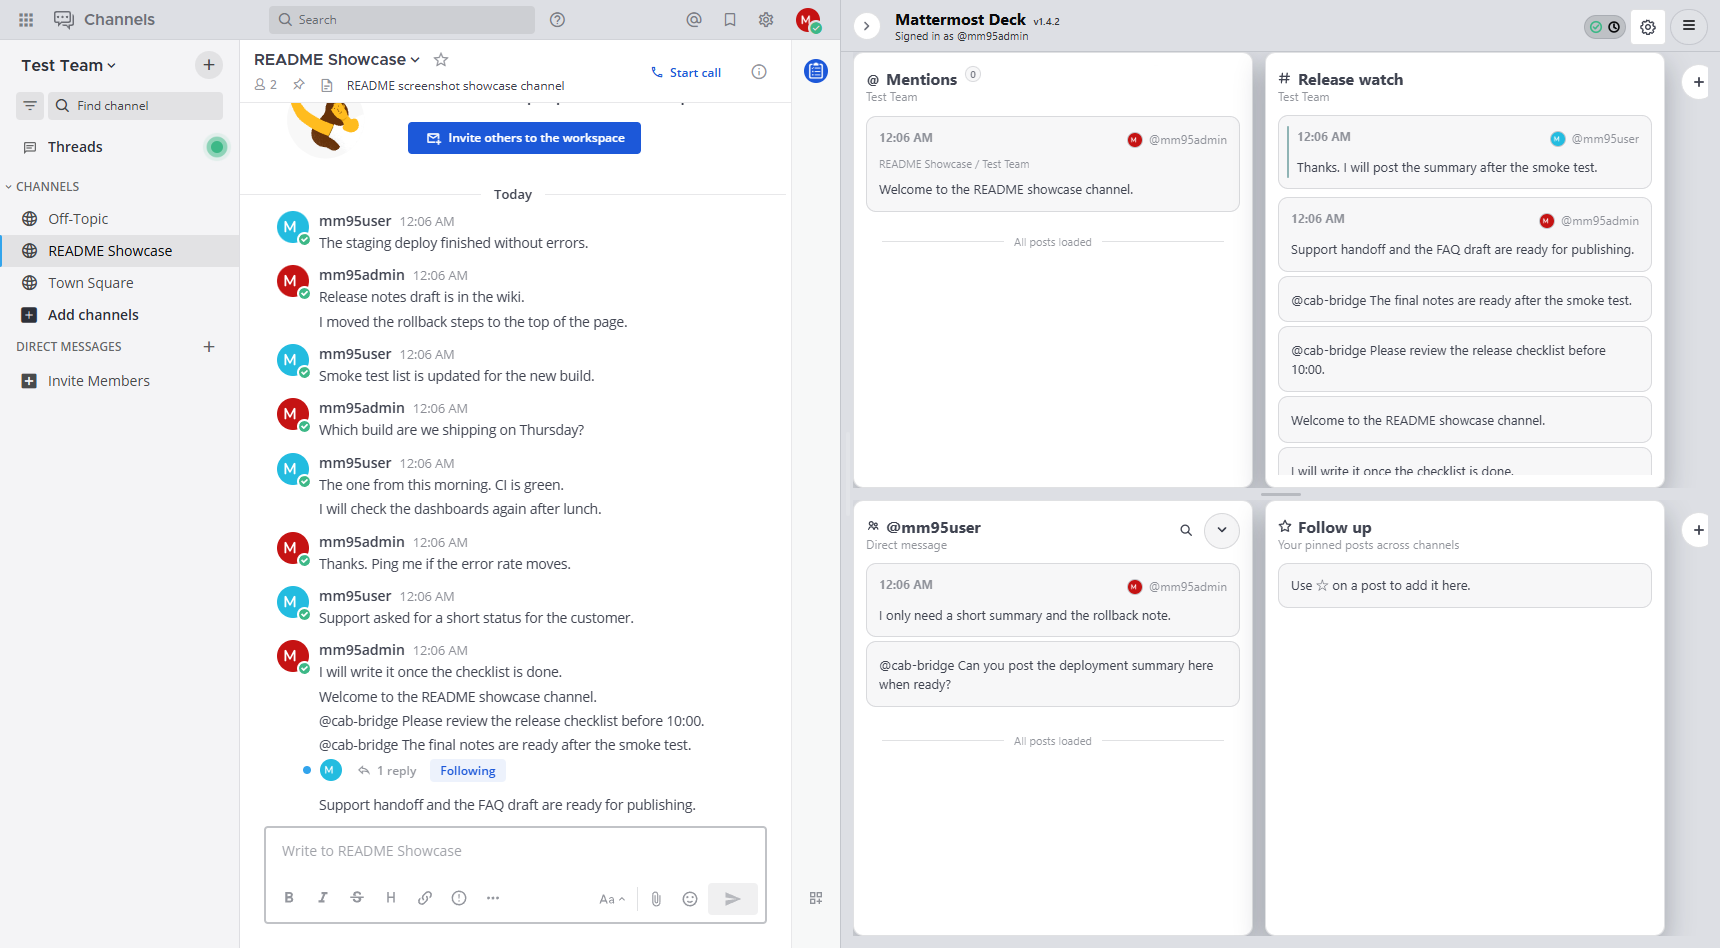 Channels
Search
Test Team
Find channel
Threads
CHANNELS
Off-Topic
README Showcase
Town Square
Add channels
DIRECT MESSAGES
Invite Members
README Showcase
2
README screenshot showcase channel
Start call
Invite others to the workspace
Today
mm95user 12:06 AM
The staging deploy finished without errors.
mm95admin 12:06 AM
Release notes draft is in the wiki.
I moved the rollback steps to the top of the page.
mm95user 12:06 AM
Smoke test list is updated for the new build.
mm95admin 12:06 AM
Which build are we shipping on Thursday?
mm95user 12:06 AM
The one from this morning. CI is green.
I will check the dashboards again after lunch.
mm95admin 12:06 AM
Thanks. Ping me if the error rate moves.
mm95user 12:06 AM
Support asked for a short status for the customer.
mm95admin 12:06 AM
I will write it once the checklist is done.
Welcome to the README showcase channel.
@cab-bridge Please review the release checklist before 10:00.
@cab-bridge The final notes are ready after the smoke test.
1 reply Following
Support handoff and the FAQ draft are ready for publishing.
Write to README Showcase
B I S H Aa
Mattermost Deck v1.4.2
Signed in as @mm95admin
@ Mentions 0
Test Team
12:06 AM @mm95admin
README Showcase / Test Team
Welcome to the README showcase channel.
All posts loaded
# Release watch
Test Team
12:06 AM @mm95user
Thanks. I will post the summary after the smoke test.
12:06 AM @mm95admin
Support handoff and the FAQ draft are ready for publishing.
@cab-bridge The final notes are ready after the smoke test.
@cab-bridge Please review the release checklist before
10:00.
Welcome to the README showcase channel.
I will write it once the checklist is done.
@mm95user
Direct message
12:06 AM @mm95admin
I only need a short summary and the rollback note.
@cab-bridge Can you post the deployment summary here
when ready?
All posts loaded
Follow up
Your pinned posts across channels
Use ☆ on a post to add it here.